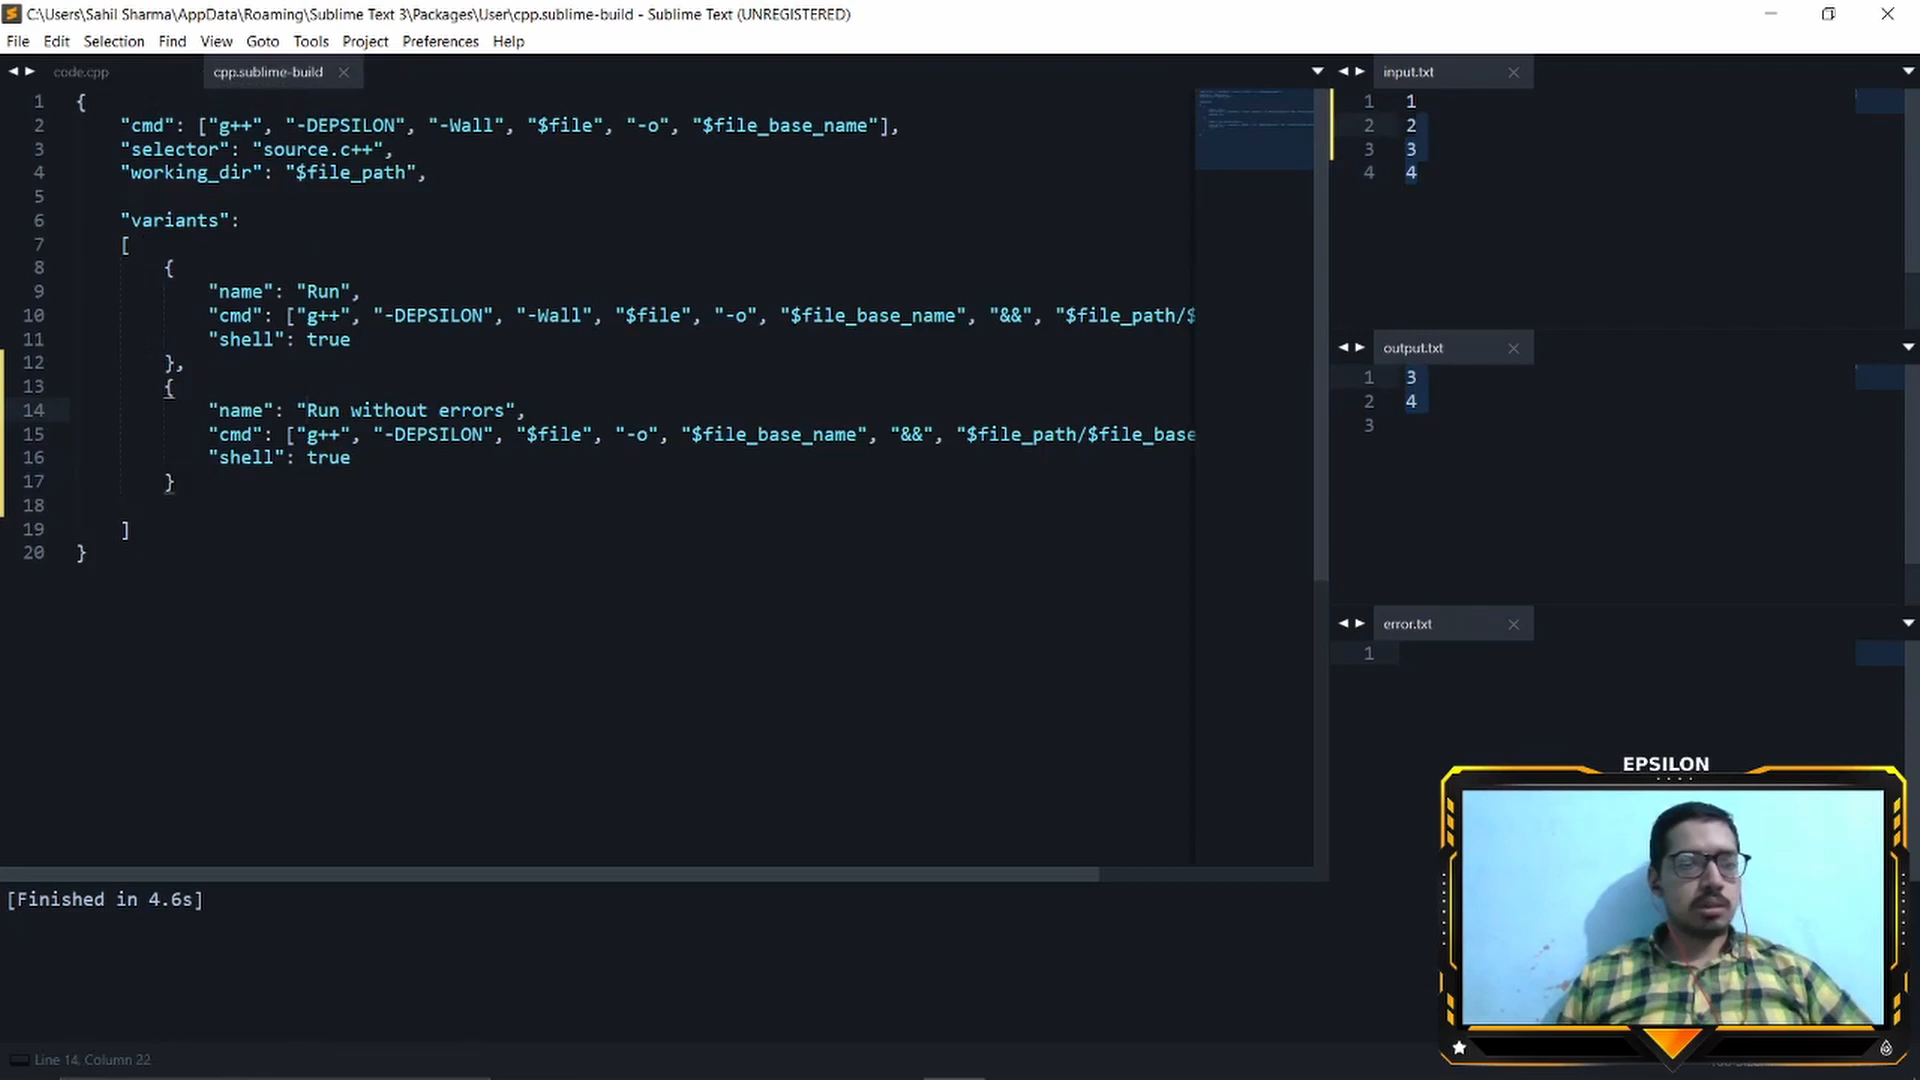 C:\Users\Sahil Sharma\AppData\Roaming\Sublime Text 3\Packages\User\cpp.sublime-build - Sublime Text (UNREGISTERED)
File Edit Selection Find View Goto Tools Project Preferences Help
code.cpp cpp.sublime-build
1 {
2 "cmd": ["g++", "-DEPSILON", "-Wall", "$file", "-o", "$file_base_name"],
3 "selector": "source.c++",
4 "working_dir": "$file_path",
5
6 "variants":
7 [
8 {
9 "name": "Run",
10 "cmd": ["g++", "-DEPSILON", "-Wall", "$file", "-o", "$file_base_name", "&&", "$file_path/$
11 "shell": true
12 },
13 {
14 "name": "Run without errors",
15 "cmd": ["g++", "-DEPSILON", "$file", "-o", "$file_base_name", "&&", "$file_path/$file_base
16 "shell": true
17 }
18
19 ]
20 }
input.txt
1 1
2 2
3 3
4 4
output.txt
1 3
2 4
3
error.txt
1
EPSILON
[Finished in 4.6s]
Line 14, Column 22